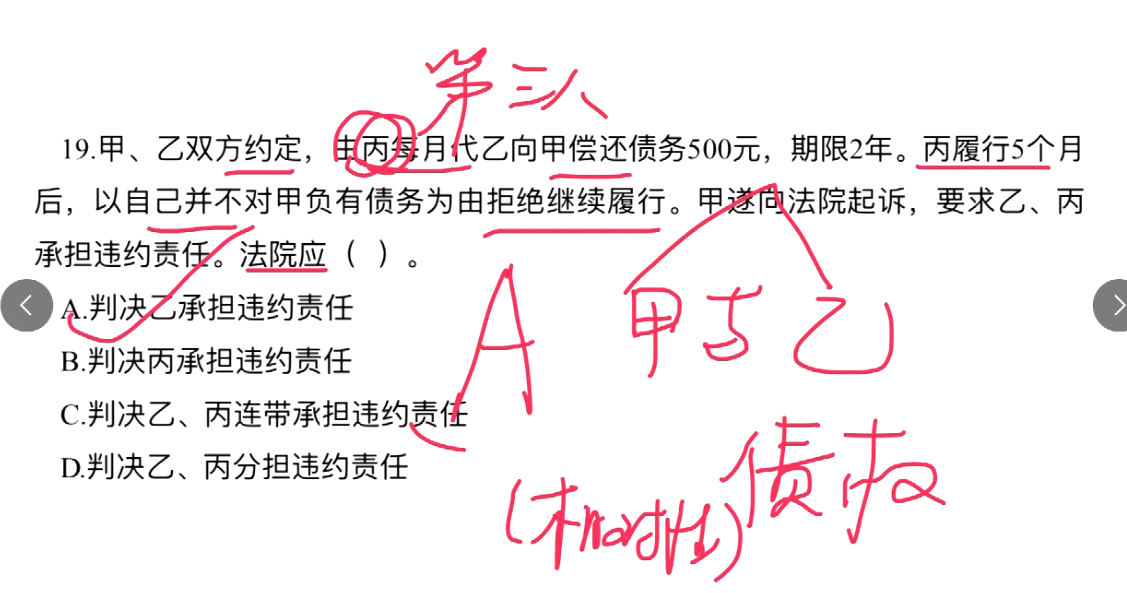 第三人
19.甲、乙双方约定，由丙每月代乙向甲偿还债务500元，期限2年。丙履行5个月
后，以自己并不对甲负有债务为由拒绝继续履行。甲遂向法院起诉，要求乙、丙
承担违约责任。法院应（ ）。
A.判决乙承担违约责任
B.判决丙承担违约责任
C.判决乙、丙连带承担违约责任
D.判决乙、丙分担违约责任
A
甲与乙
债权
(相对性)